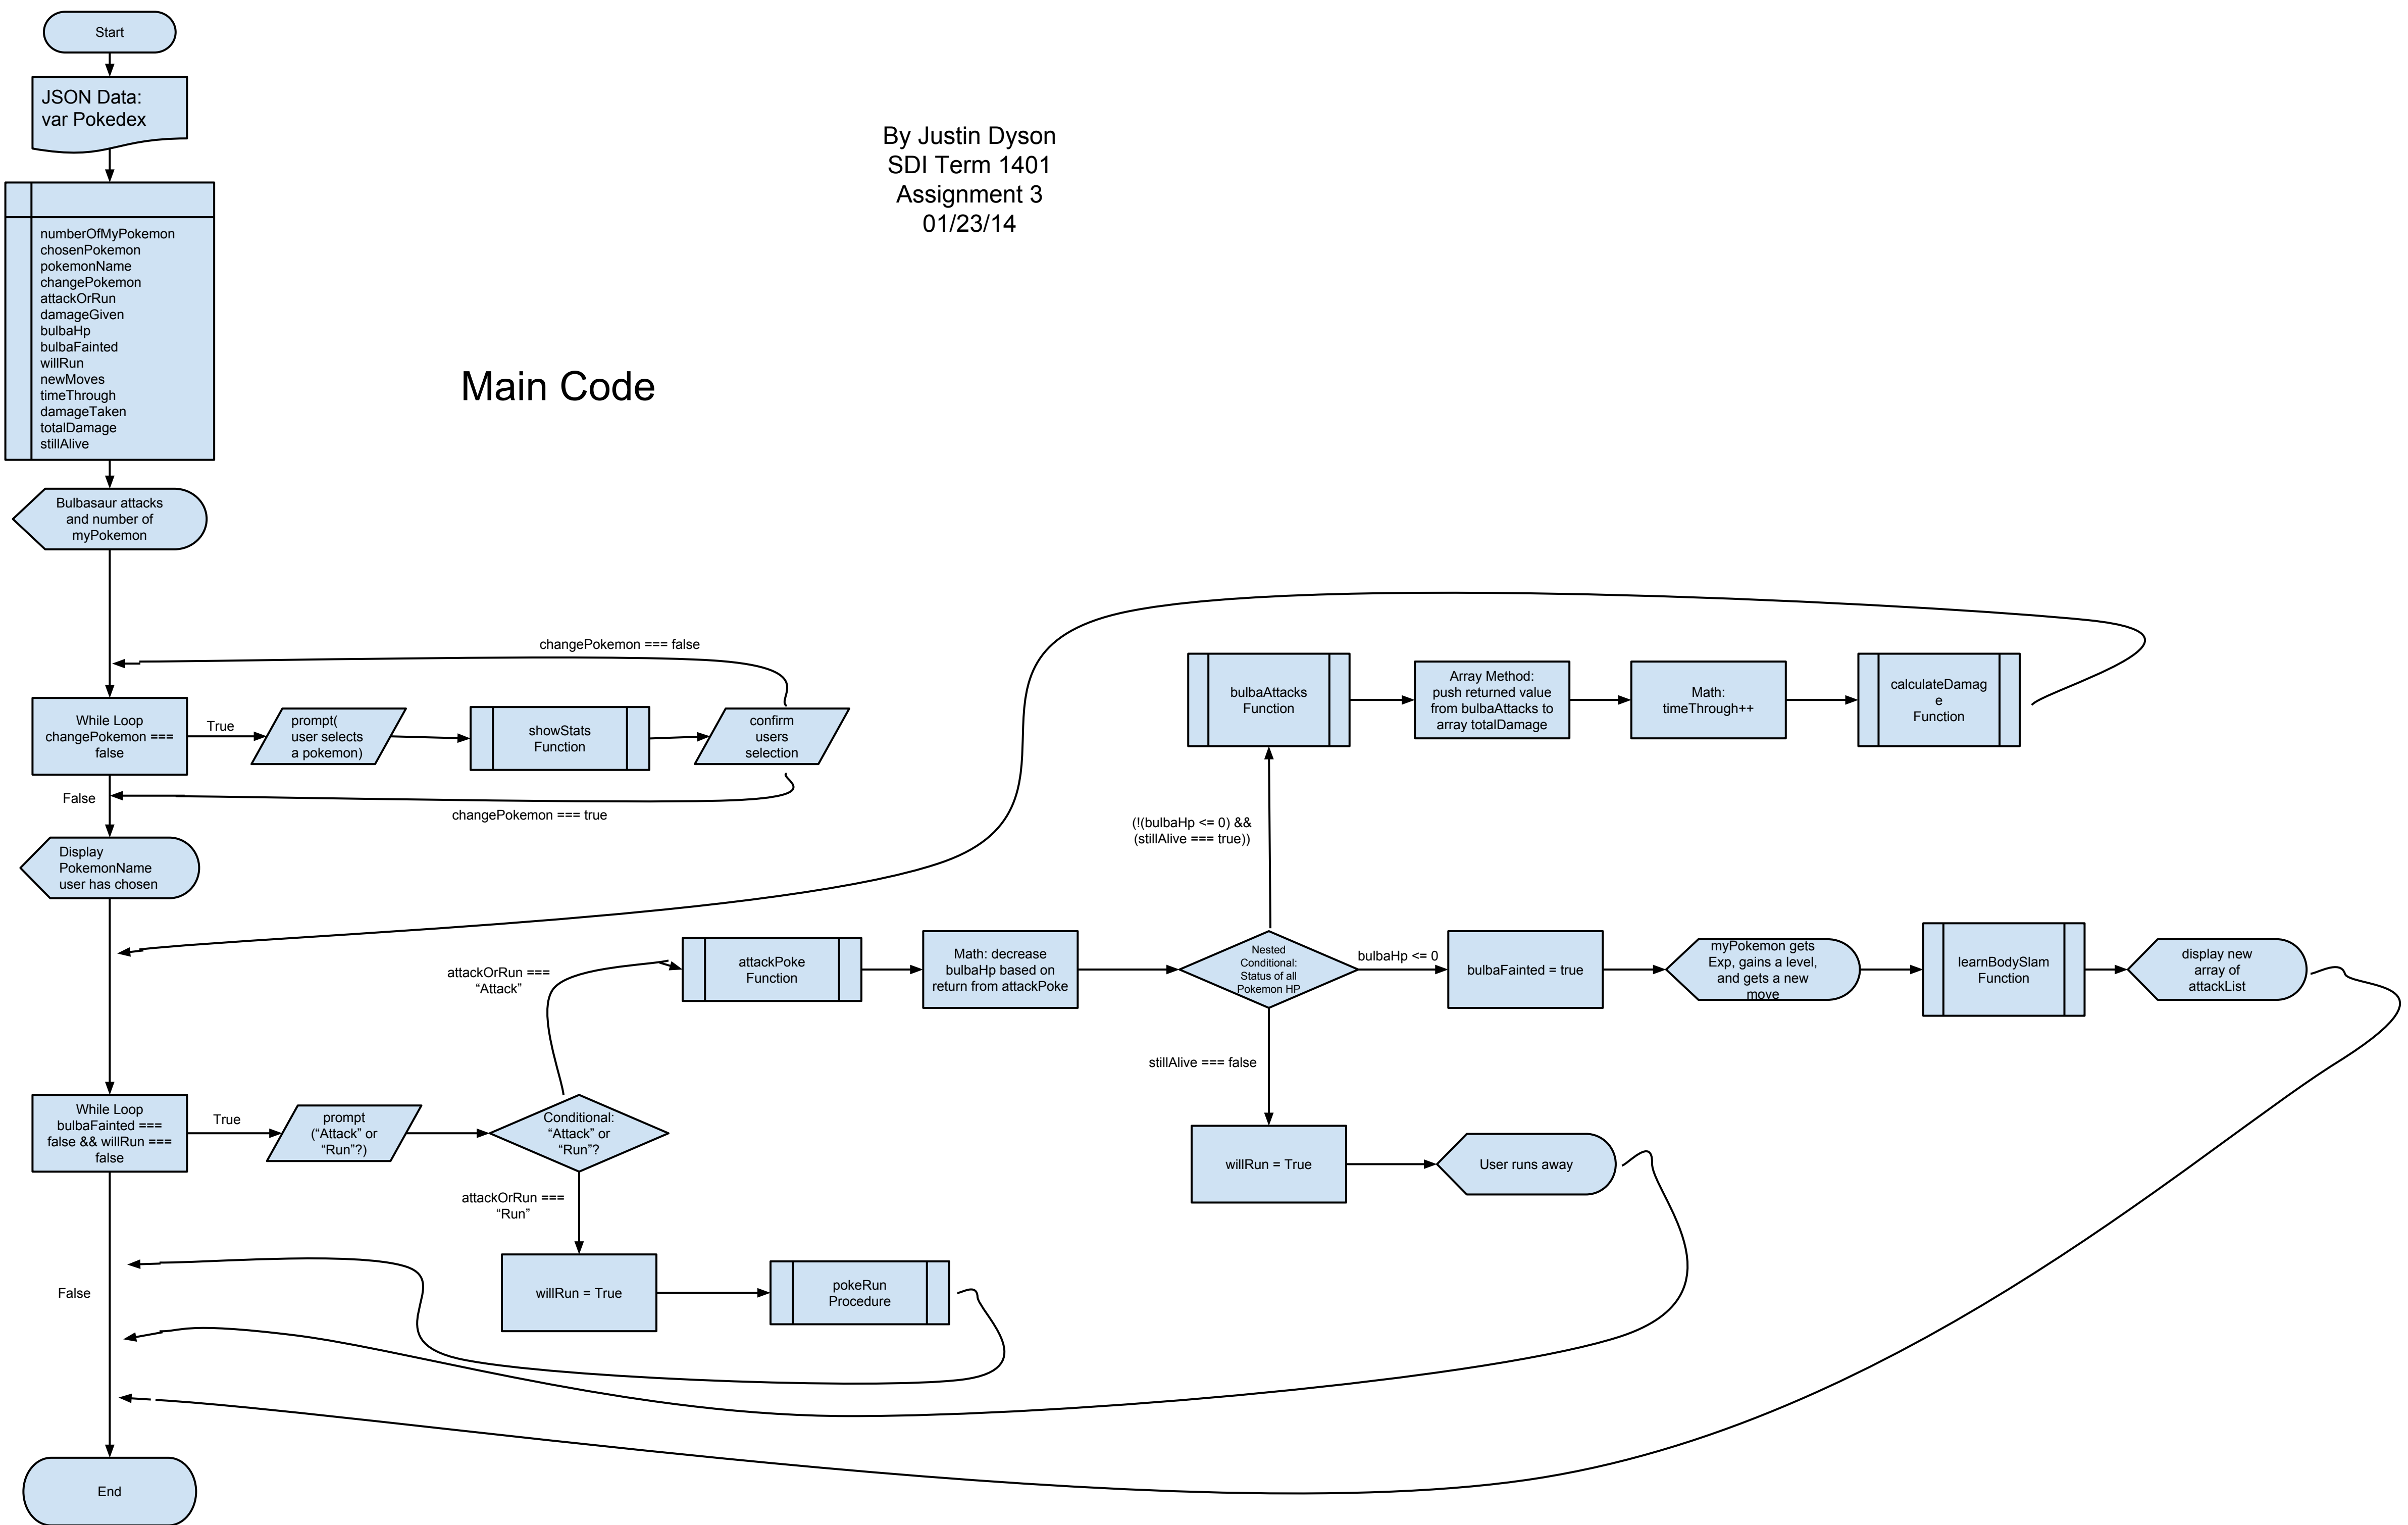 Start
JSON Data:
var Pokedex
By Justin Dyson
SDI Term 1401
Assignment 3
01/23/14
numberOfMyPokemon
chosenPokemon
pokemonName
changePokemon
attackOrRun
damageGiven
bulbaHp
bulbaFainted
willRun
newMoves
timeThrough
damageTaken
totalDamage
stillAlive
Main Code
Bulbasaur attacks
and number of
myPokemon
changePokemon === false
While Loop
changePokemon ===
false
True
prompt(
user selects
a pokemon)
showStats
Function
confirm
users
selection
False
changePokemon === true
Display
PokemonName
user has chosen
bulbaAttacks
Function
Array Method:
push returned value
from bulbaAttacks to
array totalDamage
Math:
timeThrough++
calculateDamag
e
Function
(!(bulbaHp <= 0) &&
(stillAlive === true))
attackOrRun ===
“Attack”
attackPoke
Function
Math: decrease
bulbaHp based on
return from attackPoke
Nested
Conditional:
Status of all
Pokemon HP
bulbaHp <= 0
bulbaFainted = true
myPokemon gets
Exp, gains a level,
and gets a new
move
learnBodySlam
Function
display new
array of
attackList
stillAlive === false
While Loop
bulbaFainted ===
false && willRun ===
false
True
prompt
(“Attack” or
“Run”?)
Conditional:
“Attack” or
“Run”?
willRun = True
User runs away
attackOrRun ===
“Run”
willRun = True
pokeRun
Procedure
False
End